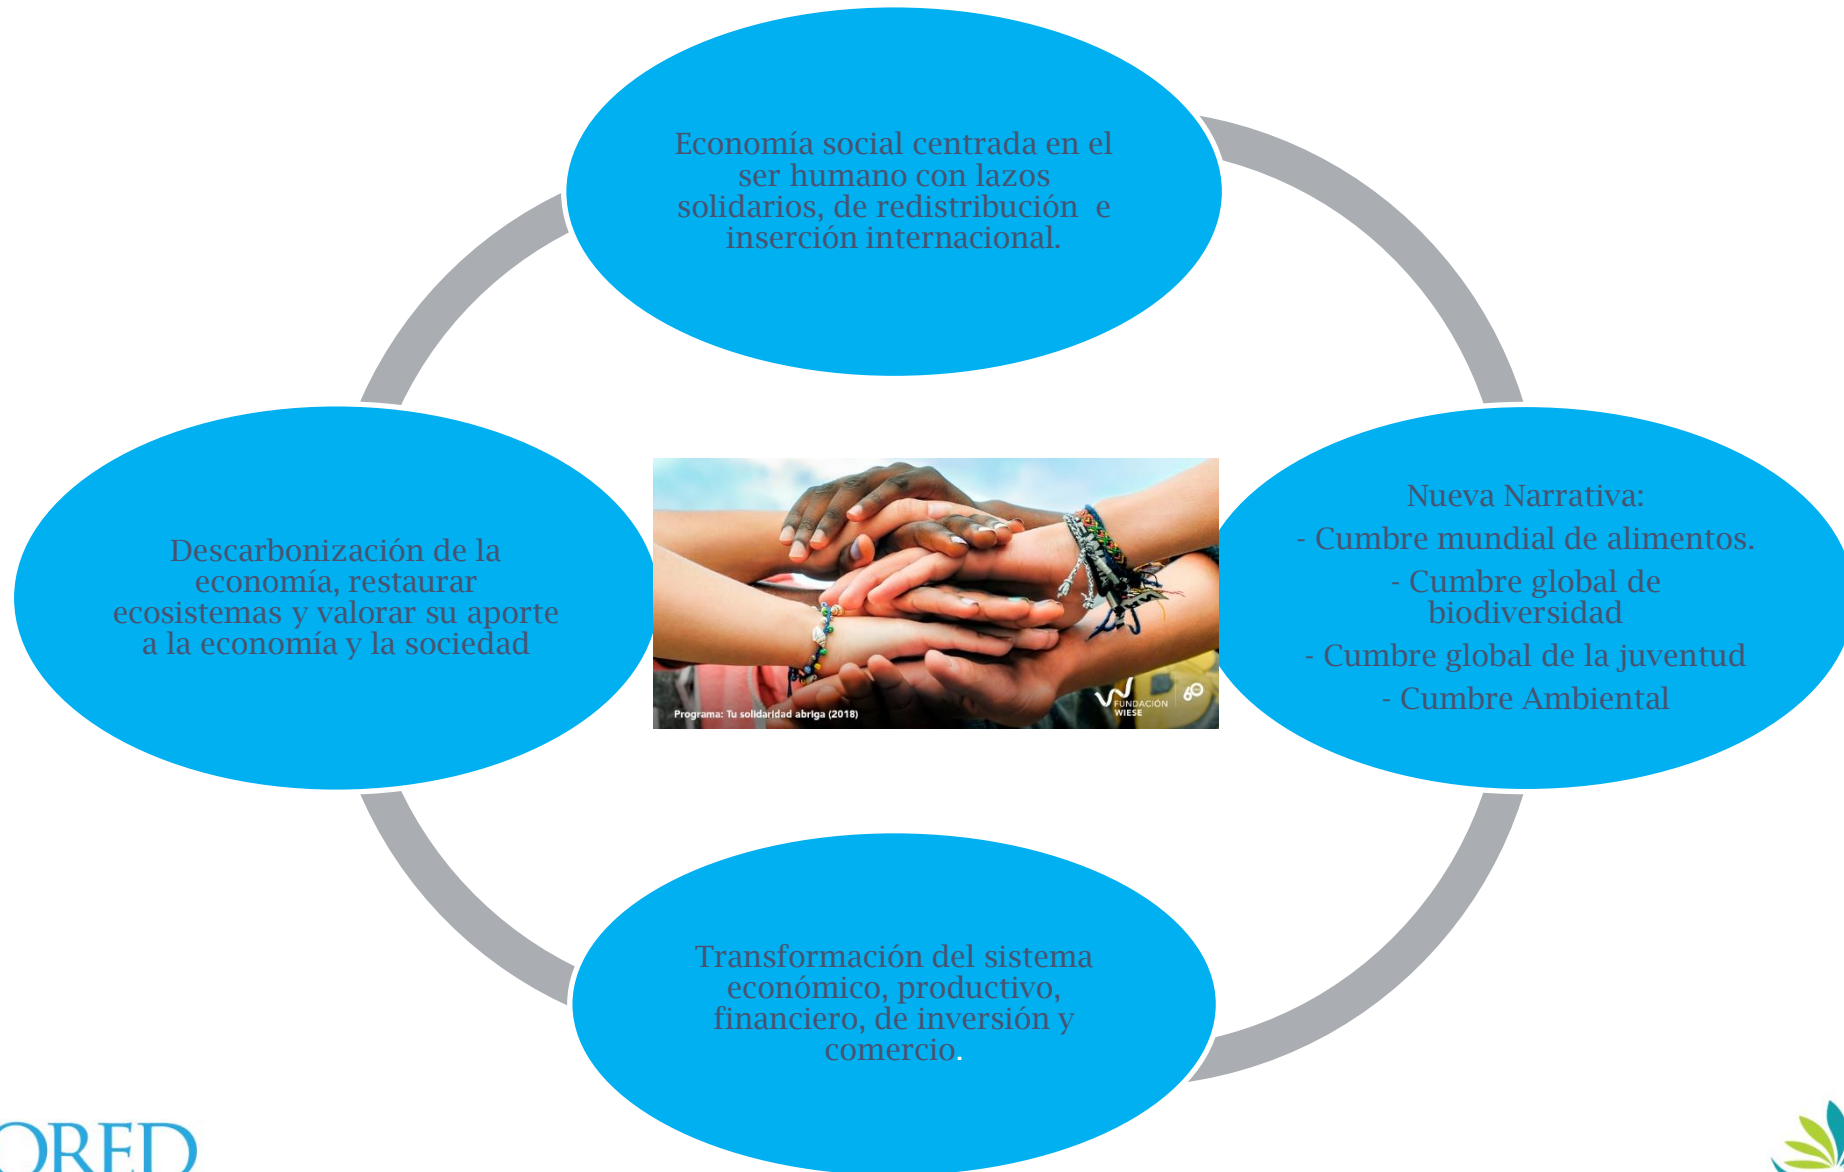 Economía social centrada en el
ser humano con lazos
solidarios, de redistribución e
inserción internacional.
Descarbonización de la
economía, restaurar
ecosistemas y valorar su aporte
a la economía y la sociedad
Programa: Tu solidaridad abriga (2018)
FUNDACIÓN
WIESE
60
Nueva Narrativa:
- Cumbre mundial de alimentos.
- Cumbre global de
biodiversidad
- Cumbre global de la juventud
- Cumbre Ambiental
Transformación del sistema
económico, productivo,
financiero, de inversión y
comercio.
ORED